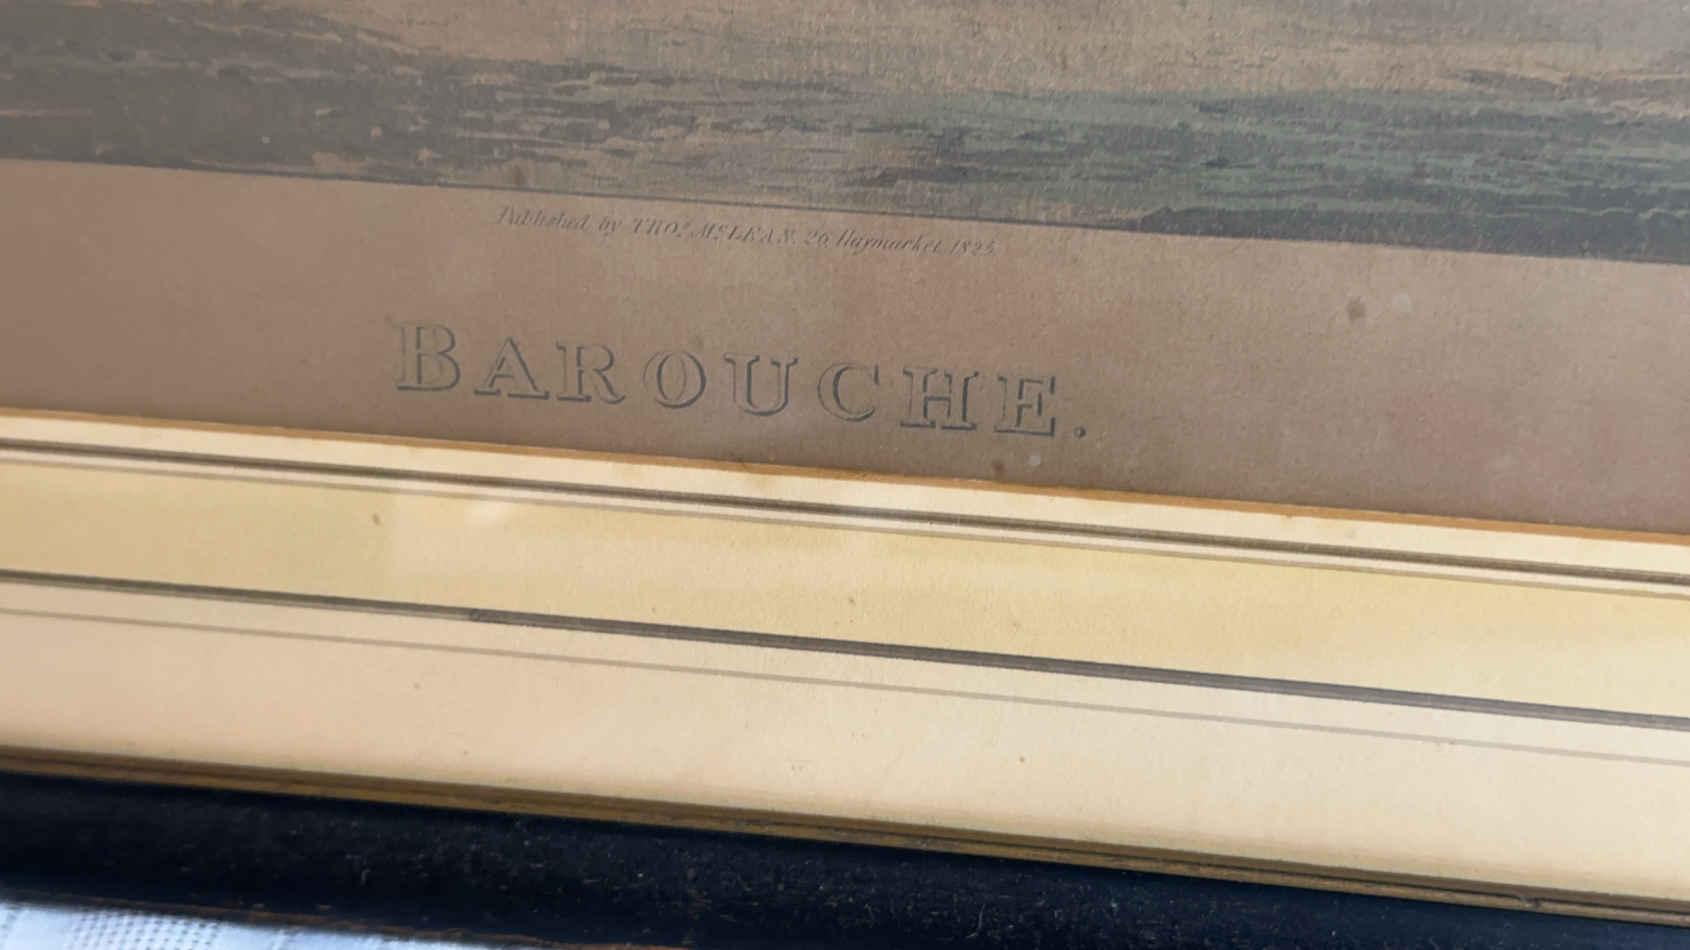 Published by THOS. McLEAN, 26 Haymarket, 1825
BAROUCHE.